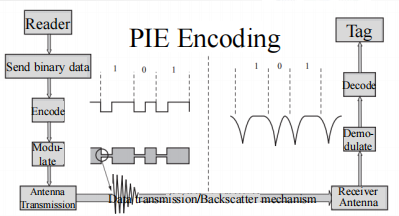 Reader
PIE Encoding
Tag
Send binary data
1 0 1
1 0 1
Encode
Decode
Modu-
late
Demo-
dulate
Antenna
Transmission
Data transmission/Backscatter mechanism
Receiver
Antenna